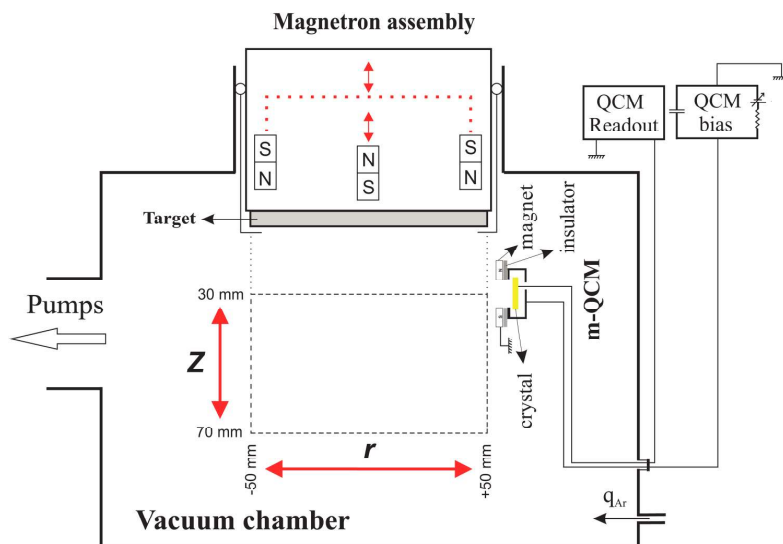 Magnetron assembly
QCM
Readout
QCM
bias
S
N
N
S
S
N
Target
magnet
insulator
m-QCM
crystal
Pumps
30 mm
Z
70 mm
-50 mm
r
+50 mm
Vacuum chamber
qAr